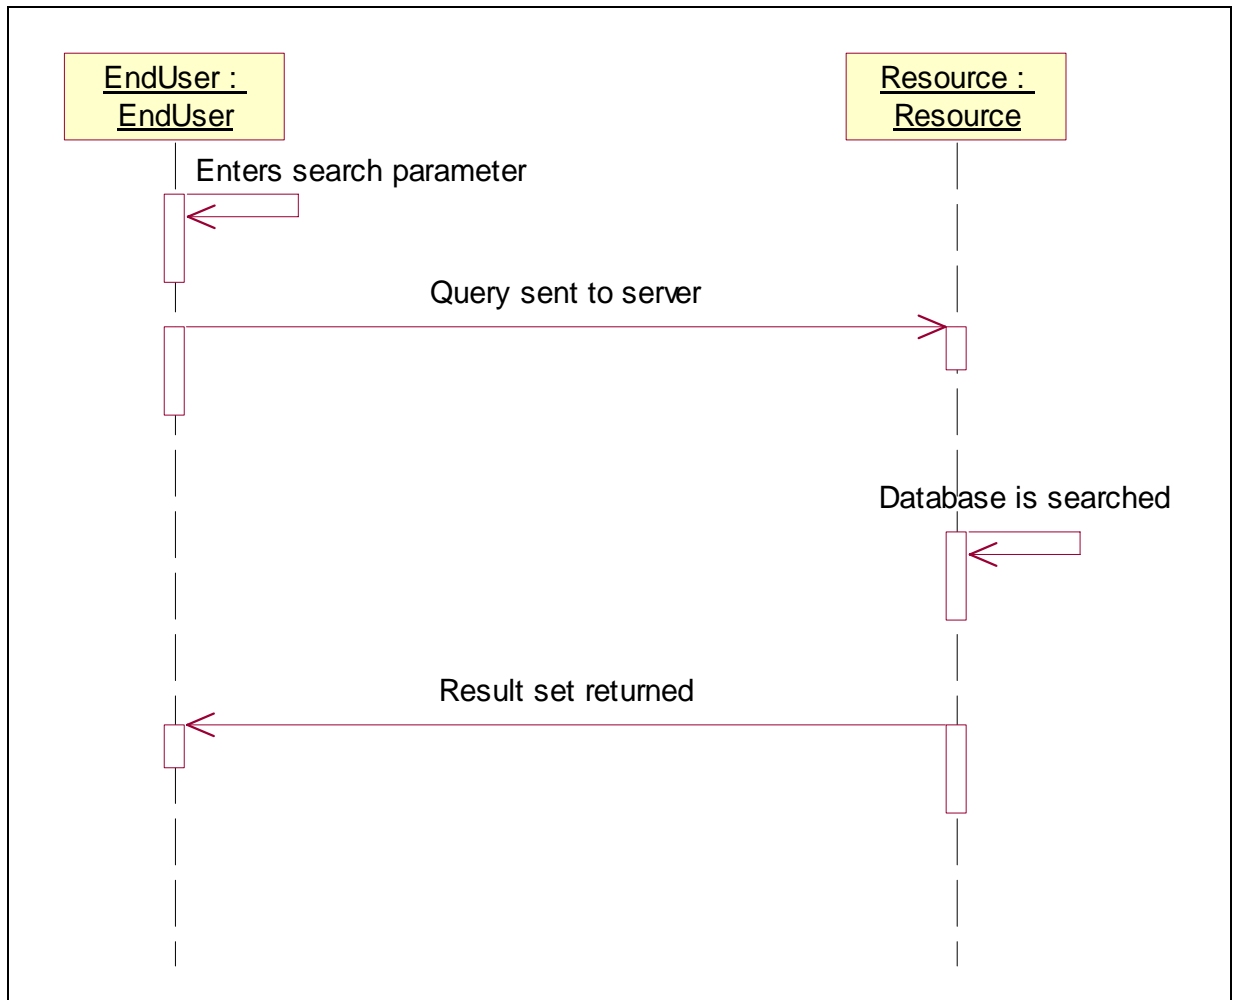 EndUser :
EndUser
Resource :
Resource
Enters search parameter
Query sent to server
Database is searched
Result set returned